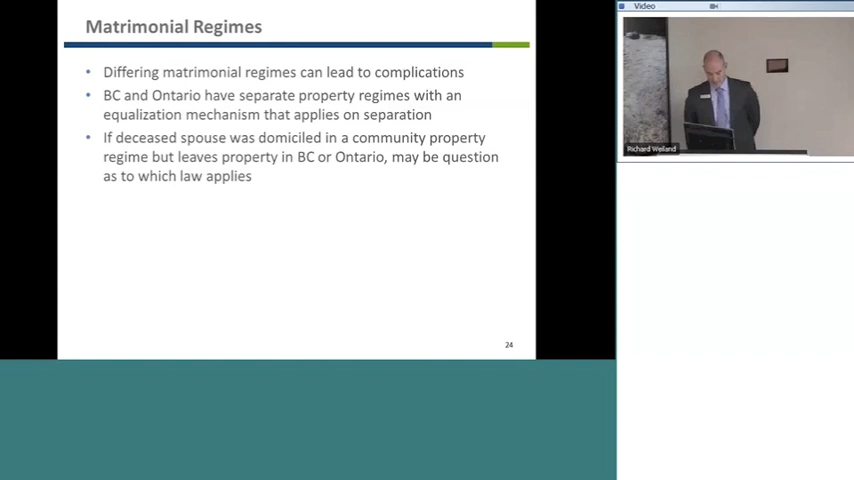 Matrimonial Regimes
• Differing matrimonial regimes can lead to complications
• BC and Ontario have separate property regimes with an
equalization mechanism that applies on separation
• If deceased spouse was domiciled in a community property
regime but leaves property in BC or Ontario, may be question
as to which law applies
24
Video
Richard Weiland